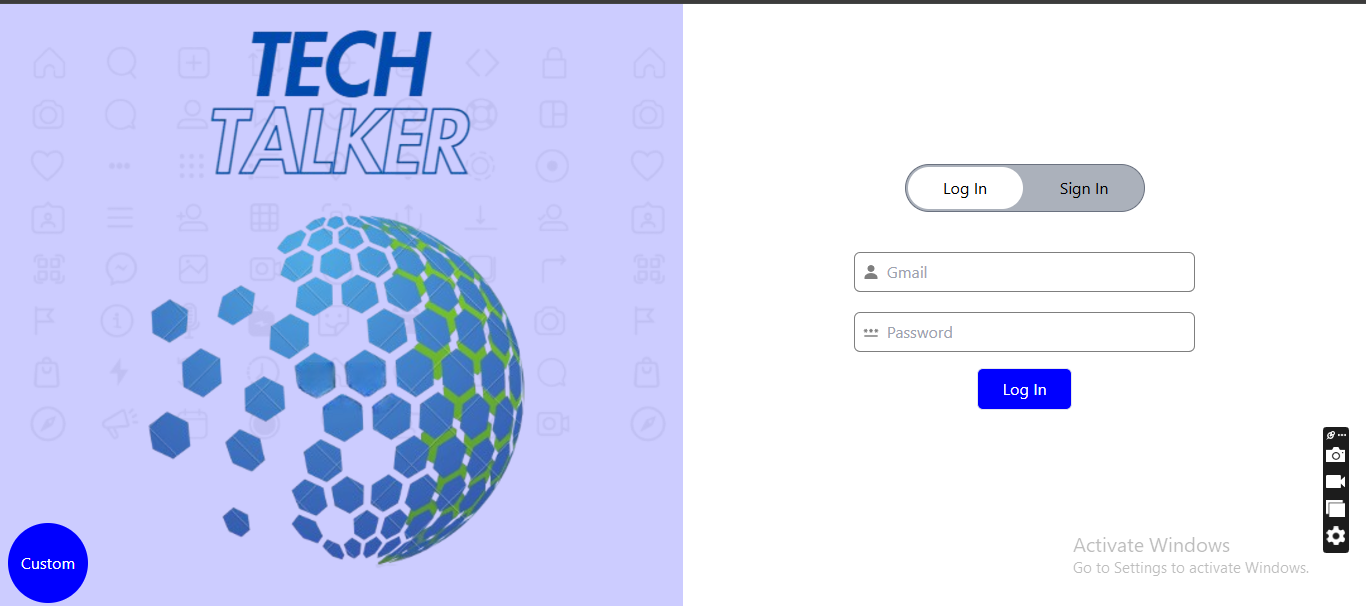 TECH
TALKER
Log In
Sign In
Gmail
Password
Log In
Custom
Activate Windows
Go to Settings to activate Windows.